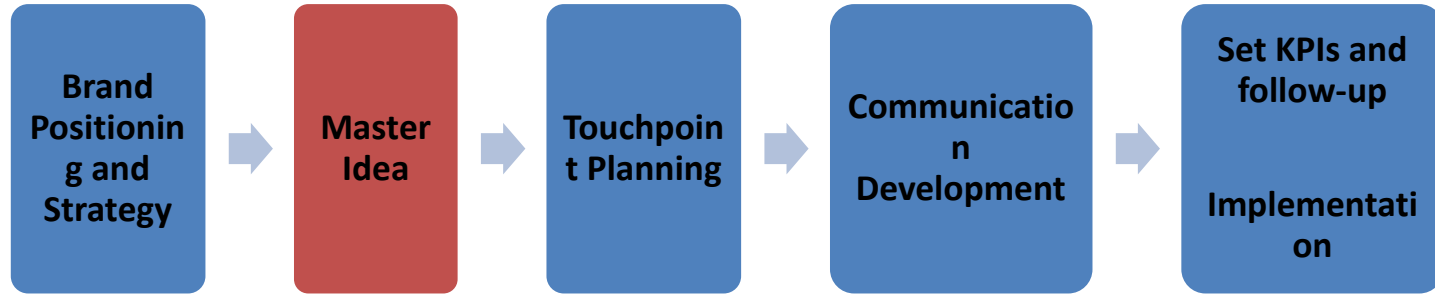 Brand
Positionin
g and
Strategy
Master
Idea
Touchpoin
t Planning
Communicatio
n
Development
Set KPIs and
follow-up
Implementati
on